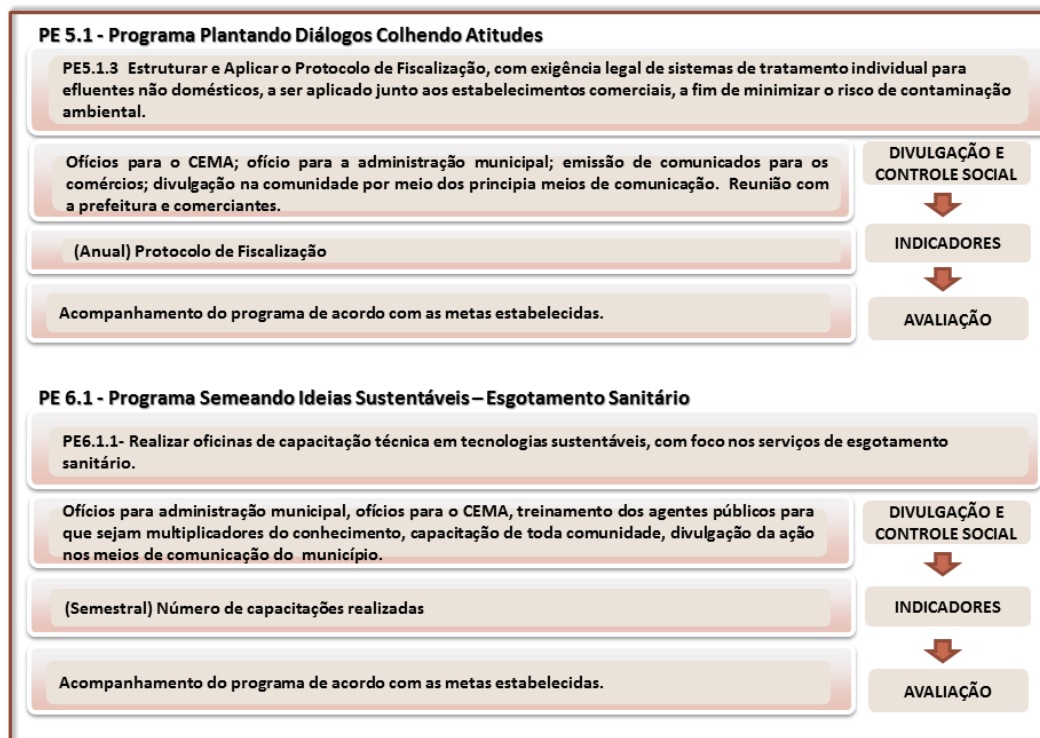 PE 5.1 - Programa Plantando Diálogos Colhendo Atitudes
PE5.1.3 Estruturar e Aplicar o Protocolo de Fiscalização, com exigência legal de sistemas de tratamento individual para
efluentes não domésticos, a ser aplicado junto aos estabelecimentos comerciais, a fim de minimizar o risco de contaminação
ambiental.
Ofícios para o CEMA; ofício para a administração municipal; emissão de comunicados para os
comércios; divulgação na comunidade por meio dos principia meios de comunicação. Reunião com
a prefeitura e comerciantes.
DIVULGAÇÃO E
CONTROLE SOCIAL
(Anual) Protocolo de Fiscalização
INDICADORES
Acompanhamento do programa de acordo com as metas estabelecidas.
AVALIAÇÃO
PE 6.1 - Programa Semeando Ideias Sustentáveis – Esgotamento Sanitário
PE6.1.1- Realizar oficinas de capacitação técnica em tecnologias sustentáveis, com foco nos serviços de esgotamento
sanitário.
Ofícios para administração municipal, ofícios para o CEMA, treinamento dos agentes públicos para
que sejam multiplicadores do conhecimento, capacitação de toda comunidade, divulgação da ação
nos meios de comunicação do município.
DIVULGAÇÃO E
CONTROLE SOCIAL
(Semestral) Número de capacitações realizadas
INDICADORES
Acompanhamento do programa de acordo com as metas estabelecidas.
AVALIAÇÃO